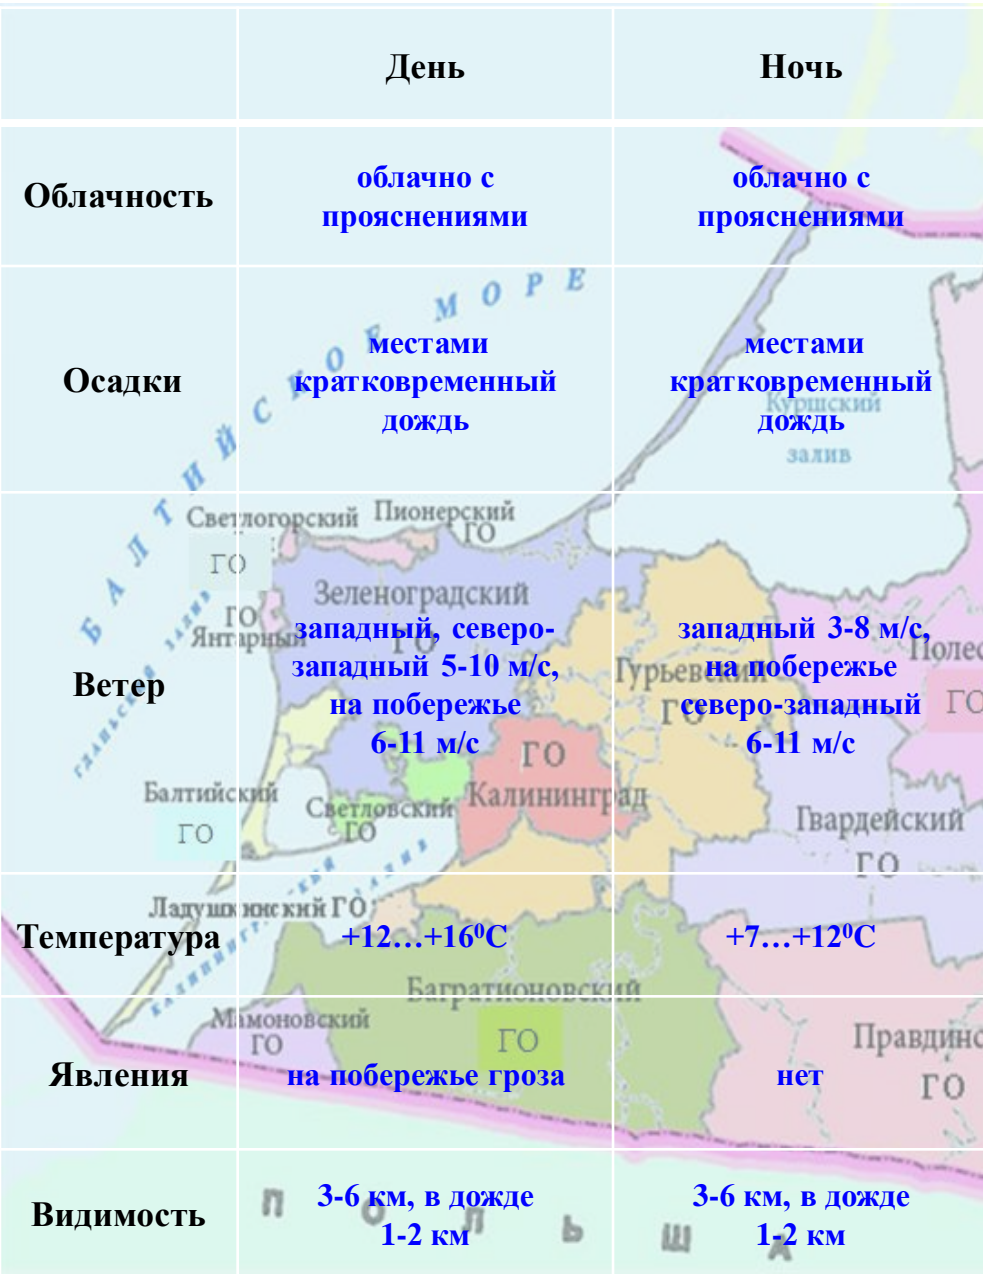 День
Ночь
Облачность
облачно с
прояснениями
облачно с
прояснениями
Осадки
местами
кратковременный
дождь
местами
кратковременный
дождь
Ветер
западный, северо-
западный 5-10 м/с,
на побережье
6-11 м/с
западный 3-8 м/с,
на побережье
северо-западный
6-11 м/с
Температура
+12...+16⁰С
+7...+12⁰С
Явления
на побережье гроза
нет
Видимость
3-6 км, в дожде
1-2 км
3-6 км, в дожде
1-2 км
БАЛТИЙСКОЕ МОРЕ
Куршский
залив
Светлогорский
ГО
Пионерский
ГО
Зеленоградский
ГО
ГО
Янтарный
Гурьевский
ГО
Полес
ГО
ГО
Калининград
Балтийский
ГО
Светловский
ГО
Гвардейский
ГО
Ладушкинский ГО
Багратионовский
ГО
Мамоновский
ГО
Правдинс
ГО
ПОЛЬША